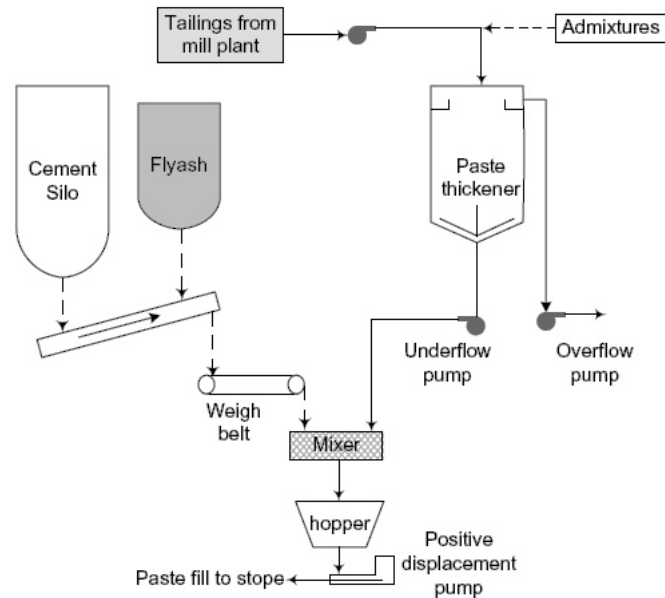 Tailings from
mill plant
Admixtures
Cement
Silo
Flyash
Paste
thickener
Underflow
pump
Overflow
pump
Weigh
belt
Mixer
hopper
Positive
displacement
pump
Paste fill to stope